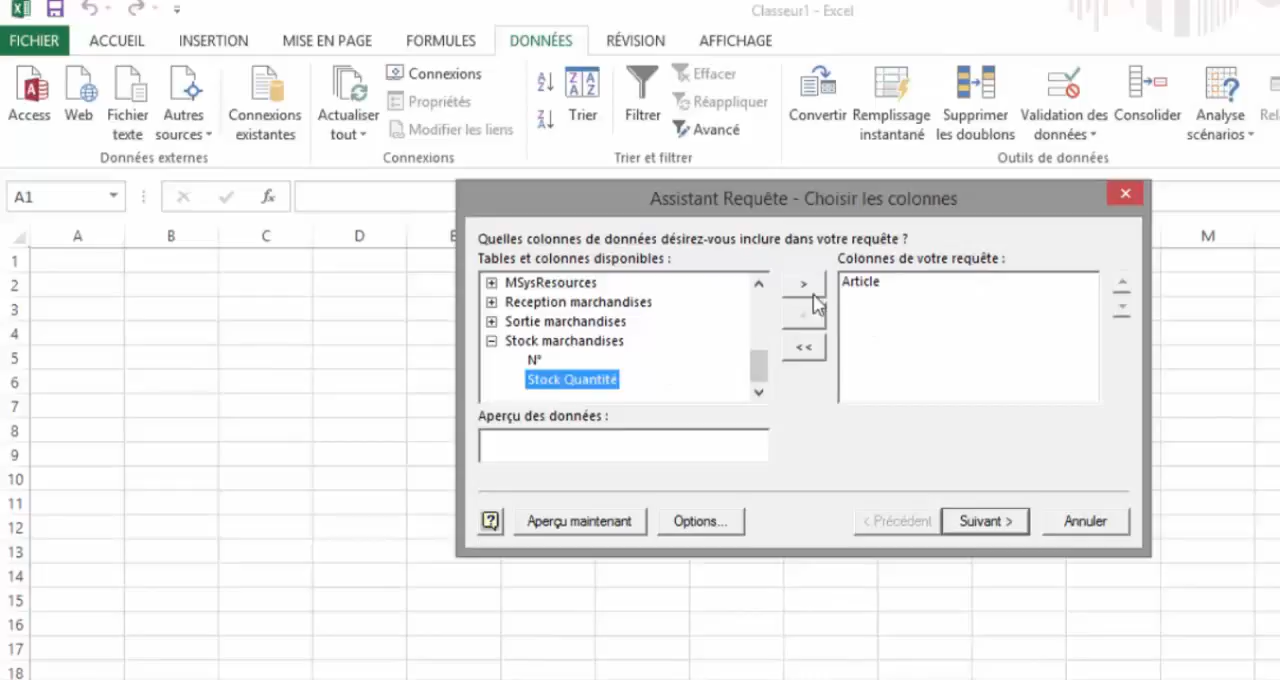 Classeur1 - Excel
FICHIER ACCUEIL INSERTION MISE EN PAGE FORMULES DONNÉES RÉVISION AFFICHAGE
Access Web Fichier texte Autres sources Connexions existantes
Données externes
Actualiser tout Connexions
Propriétés
Modifier les liens
Connexions
Trier Filtrer Effacer
Réappliquer
Avancé
Trier et filtrer
Convertir Remplissage instantané Supprimer les doublons Validation des données Consolider Analyse scénarios
Outils de données
A1 fx
A B C D M
1
2
3
4
5
6
7
8
9
10
11
12
13
14
15
16
17
18
Assistant Requête - Choisir les colonnes
Quelles colonnes de données désirez-vous inclure dans votre requête ?
Tables et colonnes disponibles :
MSysResources
Reception marchandises
Sortie marchandises
Stock marchandises
N°
Stock Quantité
>
<
<<
Colonnes de votre requête :
Article
Aperçu des données :
Aperçu maintenant Options... < Précédent Suivant > Annuler